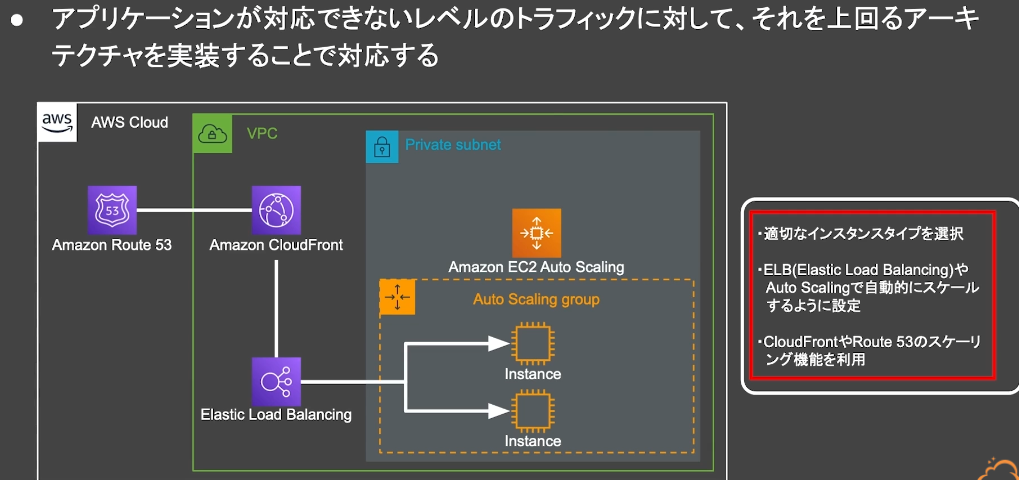 ● アプリケーションが対応できないレベルのトラフィックに対して、それを上回るアーキ
テクチャを実装することで対応する
aws
AWS Cloud
VPC
Private subnet
53
Amazon Route 53
Amazon CloudFront
Amazon EC2 Auto Scaling
Auto Scaling group
Instance
Elastic Load Balancing
Instance
・適切なインスタンスタイプを選択
・ELB(Elastic Load Balancing)や
Auto Scalingで自動的にスケール
するように設定
・CloudFrontやRoute 53のスケーリ
ング機能を利用